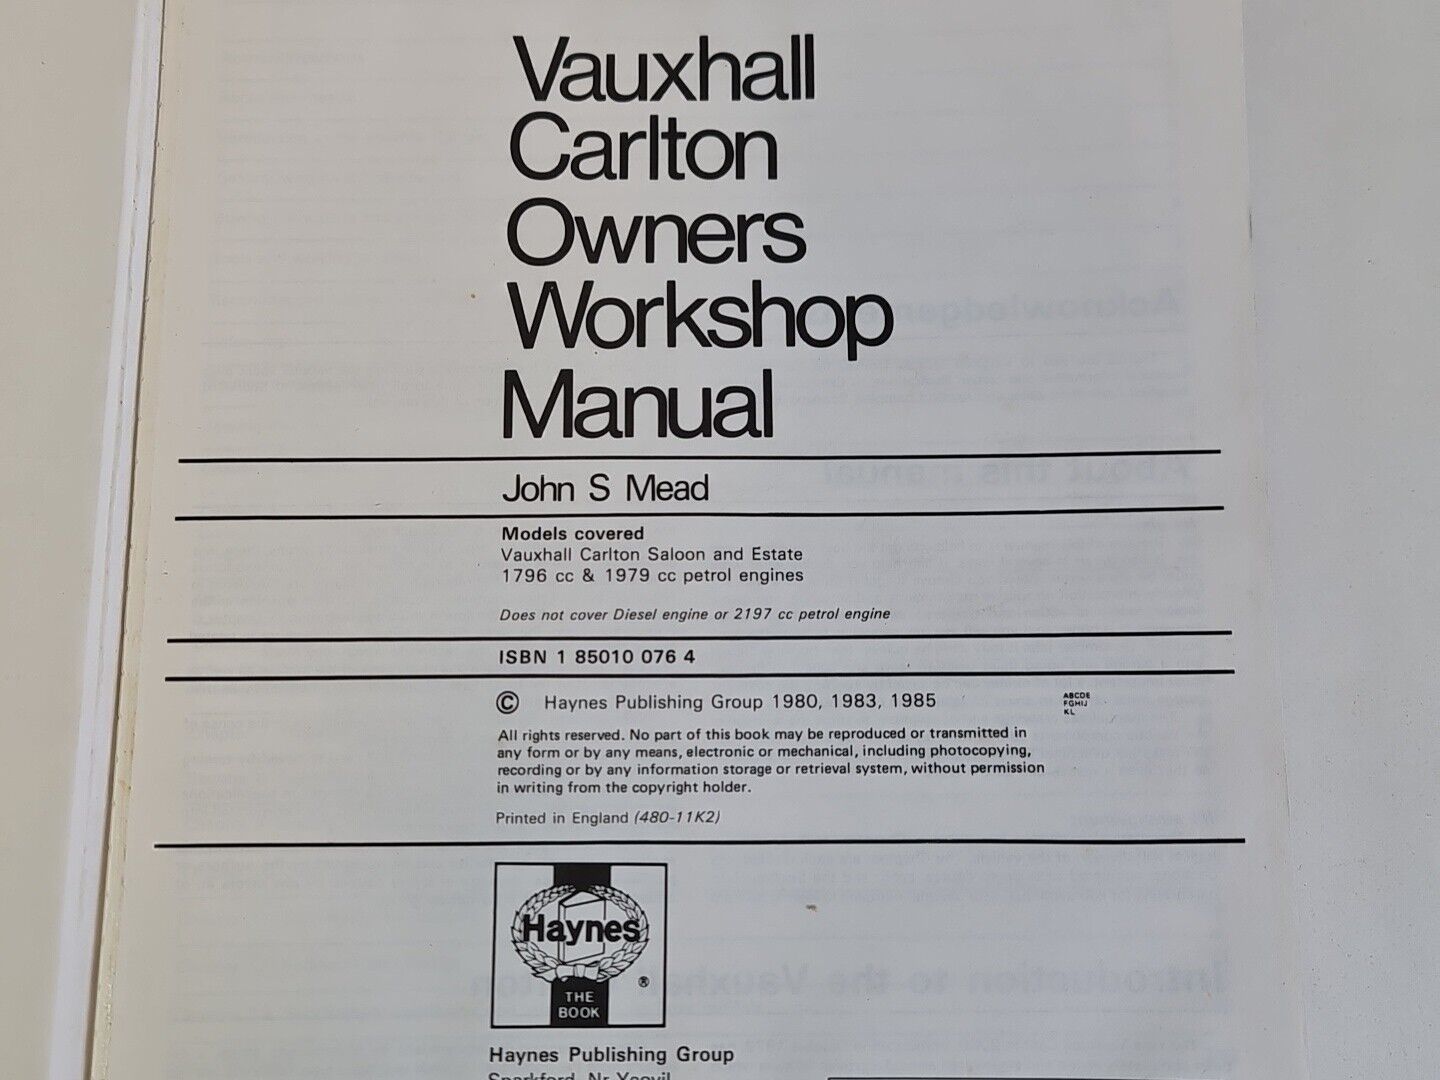 Vauxhall
Carlton
Owners
Workshop
Manual
John S Mead
Models covered
Vauxhall Carlton Saloon and Estate
1796 cc & 1979 cc petrol engines
Does not cover Diesel engine or 2197 cc petrol engine
ISBN 1 85010 076 4
© Haynes Publishing Group 1980, 1983, 1985
ABCDE
FGHIJ
KL
All rights reserved. No part of this book may be reproduced or transmitted in
any form or by any means, electronic or mechanical, including photocopying,
recording or by any information storage or retrieval system, without permission
in writing from the copyright holder.
Printed in England (480-11K2)
Haynes
®
THE
BOOK
Haynes Publishing Group
Sparkford Nr Yeovil